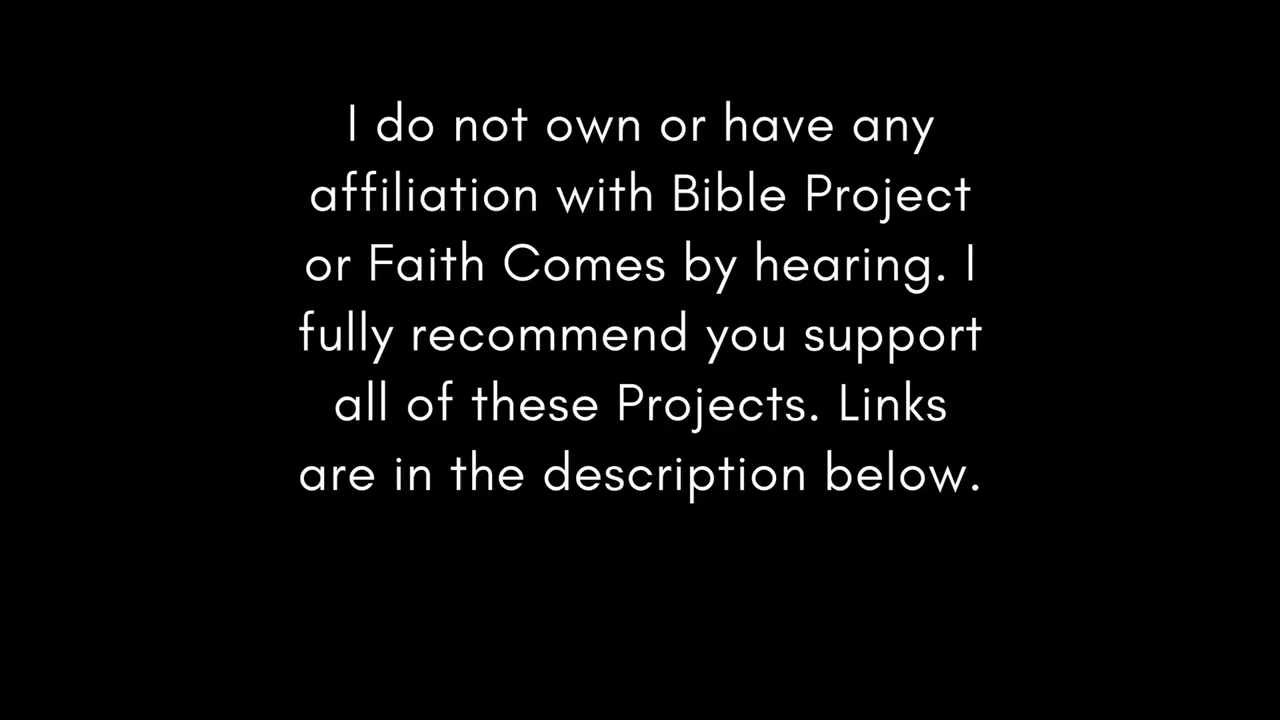 I do not own or have any
affiliation with Bible Project
or Faith Comes by hearing. I
fully recommend you support
all of these Projects. Links
are in the description below.